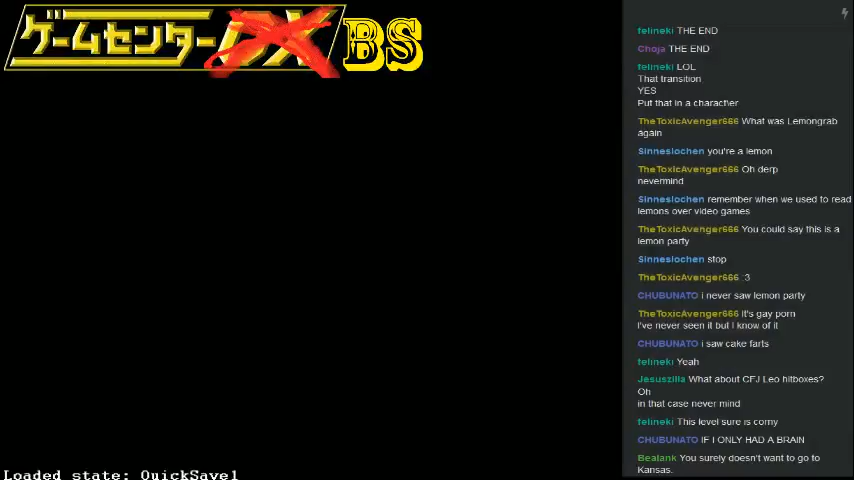 ゲームセンターDX BS
felineki THE END
Choja THE END
felineki LOL
That transition
YES
Put that in a charact\er
TheToxicAvenger666 What was Lemongrab
again
Sinneslochen you're a lemon
TheToxicAvenger666 Oh derp
nevermind
Sinneslochen remember when we used to read
lemons over video games
TheToxicAvenger666 You could say this is a
lemon party
Sinneslochen stop
TheToxicAvenger666 :3
CHUBUNATO i never saw lemon party
TheToxicAvenger666 It's gay porn
I've never seen it but I know of it
CHUBUNATO i saw cake farts
felineki Yeah
Jesuszilla What about CFJ Leo hitboxes?
Oh
in that case never mind
felineki This level sure is corny
CHUBUNATO IF I ONLY HAD A BRAIN
Bealank You surely doesn't want to go to
Kansas.
Loaded state: QuickSave1